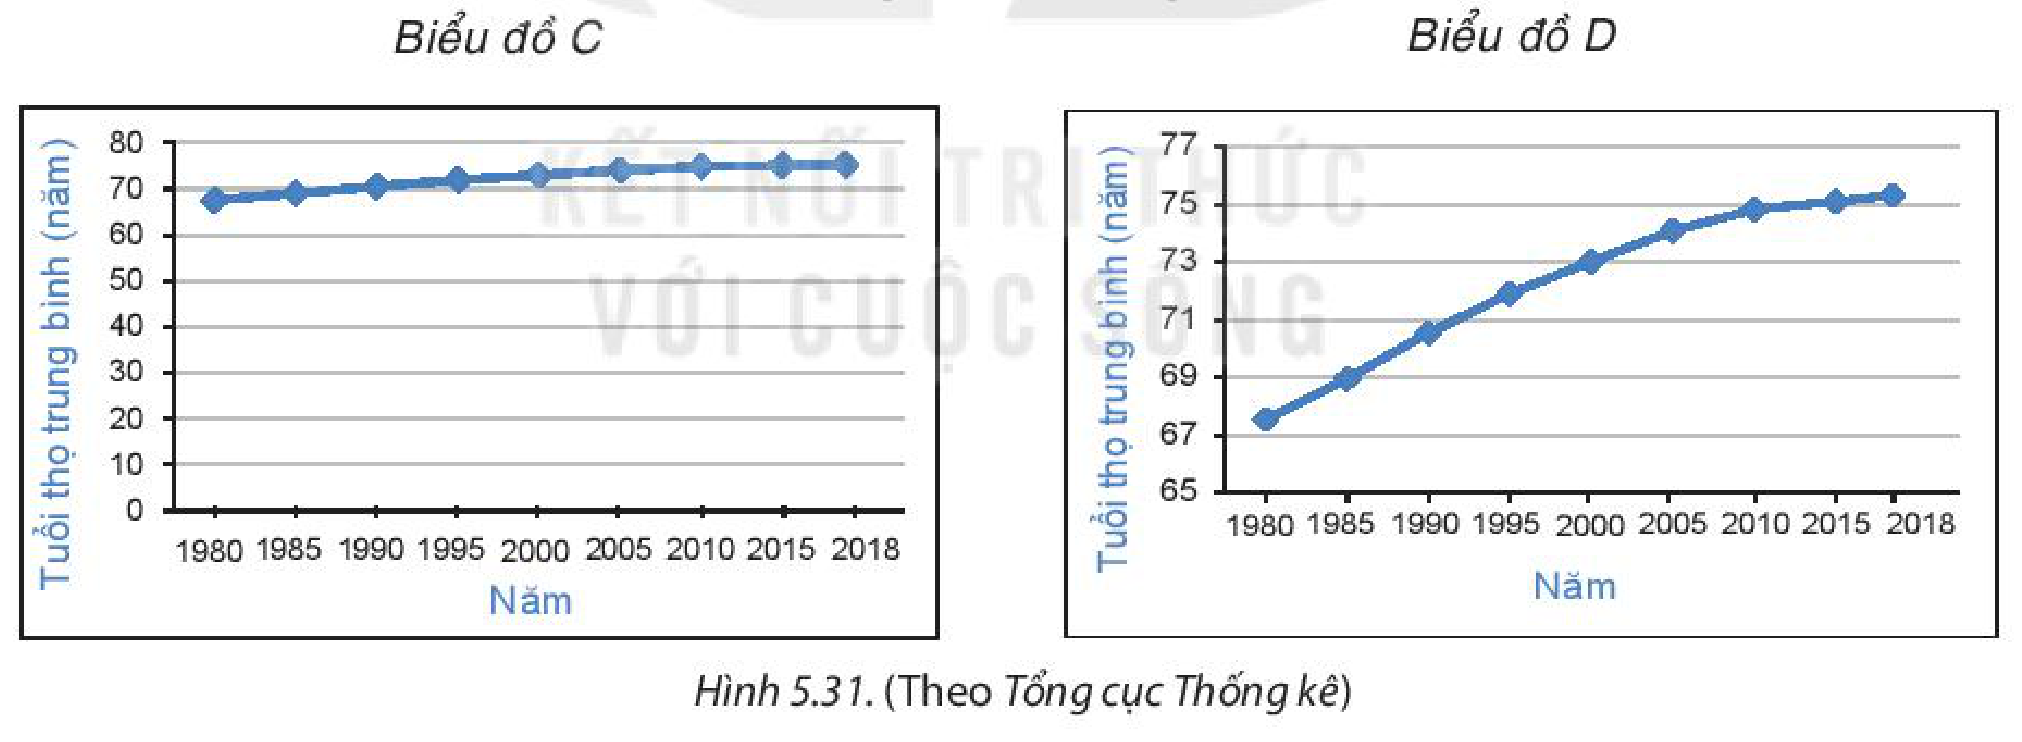 Biểu đồ C
Biểu đồ D
Tuổi thọ trung bình (năm)
80
70
60
50
40
30
20
10
0
1980 1985 1990 1995 2000 2005 2010 2015 2018
Năm
Tuổi thọ trung bình (năm)
77
75
73
71
69
67
65
1980 1985 1990 1995 2000 2005 2010 2015 2018
Năm
KẾT NỐI TRI THỨC
VỚI CUỘC SỐNG
Hình 5.31. (Theo Tổng cục Thống kê)